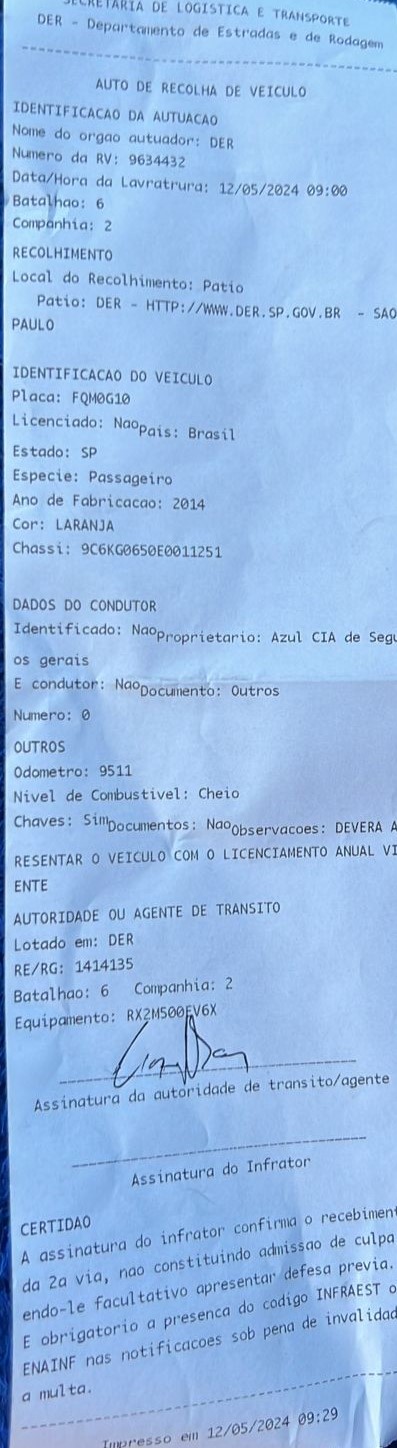 SECRETARIA DE LOGISTICA E TRANSPORTE
DER - Departamento de Estradas e de Rodagem
AUTO DE RECOLHA DE VEICULO
IDENTIFICACAO DA AUTUACAO
Nome do orgao autuador: DER
Numero da RV: 9634432
Data/Hora da Lavratrura: 12/05/2024 09:00
Batalhao: 6
Companhia: 2
RECOLHIMENTO
Local do Recolhimento: Patio
Patio: DER - HTTP://WWW.DER.SP.GOV.BR - SAO
PAULO
IDENTIFICACAO DO VEICULO
Placa: FQM0G10
Licenciado: Nao Pais: Brasil
Estado: SP
Especie: Passageiro
Ano de Fabricacao: 2014
Cor: LARANJA
Chassi: 9C6KG0650E0011251
DADOS DO CONDUTOR
Identificado: Nao Proprietario: Azul CIA de Segu
os gerais
E condutor: Nao Documento: Outros
Numero: 0
OUTROS
Odometro: 9511
Nivel de Combustivel: Cheio
Chaves: Sim Documentos: Nao Observacoes: DEVERA A
RESENTAR O VEICULO COM O LICENCIAMENTO ANUAL VI
ENTE
AUTORIDADE OU AGENTE DE TRANSITO
Lotado em: DER
RE/RG: 1414135
Batalhao: 6 Companhia: 2
Equipamento: RX2M500EV6X
Assinatura da autoridade de transito/agente
Assinatura do Infrator
CERTIDAO
A assinatura do infrator confirma o recebiment
da 2a via, nao constituindo admissao de culpa
endo-le facultativo apresentar defesa previa.
E obrigatorio a presenca do codigo INFRAEST o
ENAINF nas notificacoes sob pena de invalidad
a multa.
Impresso em 12/05/2024 09:29